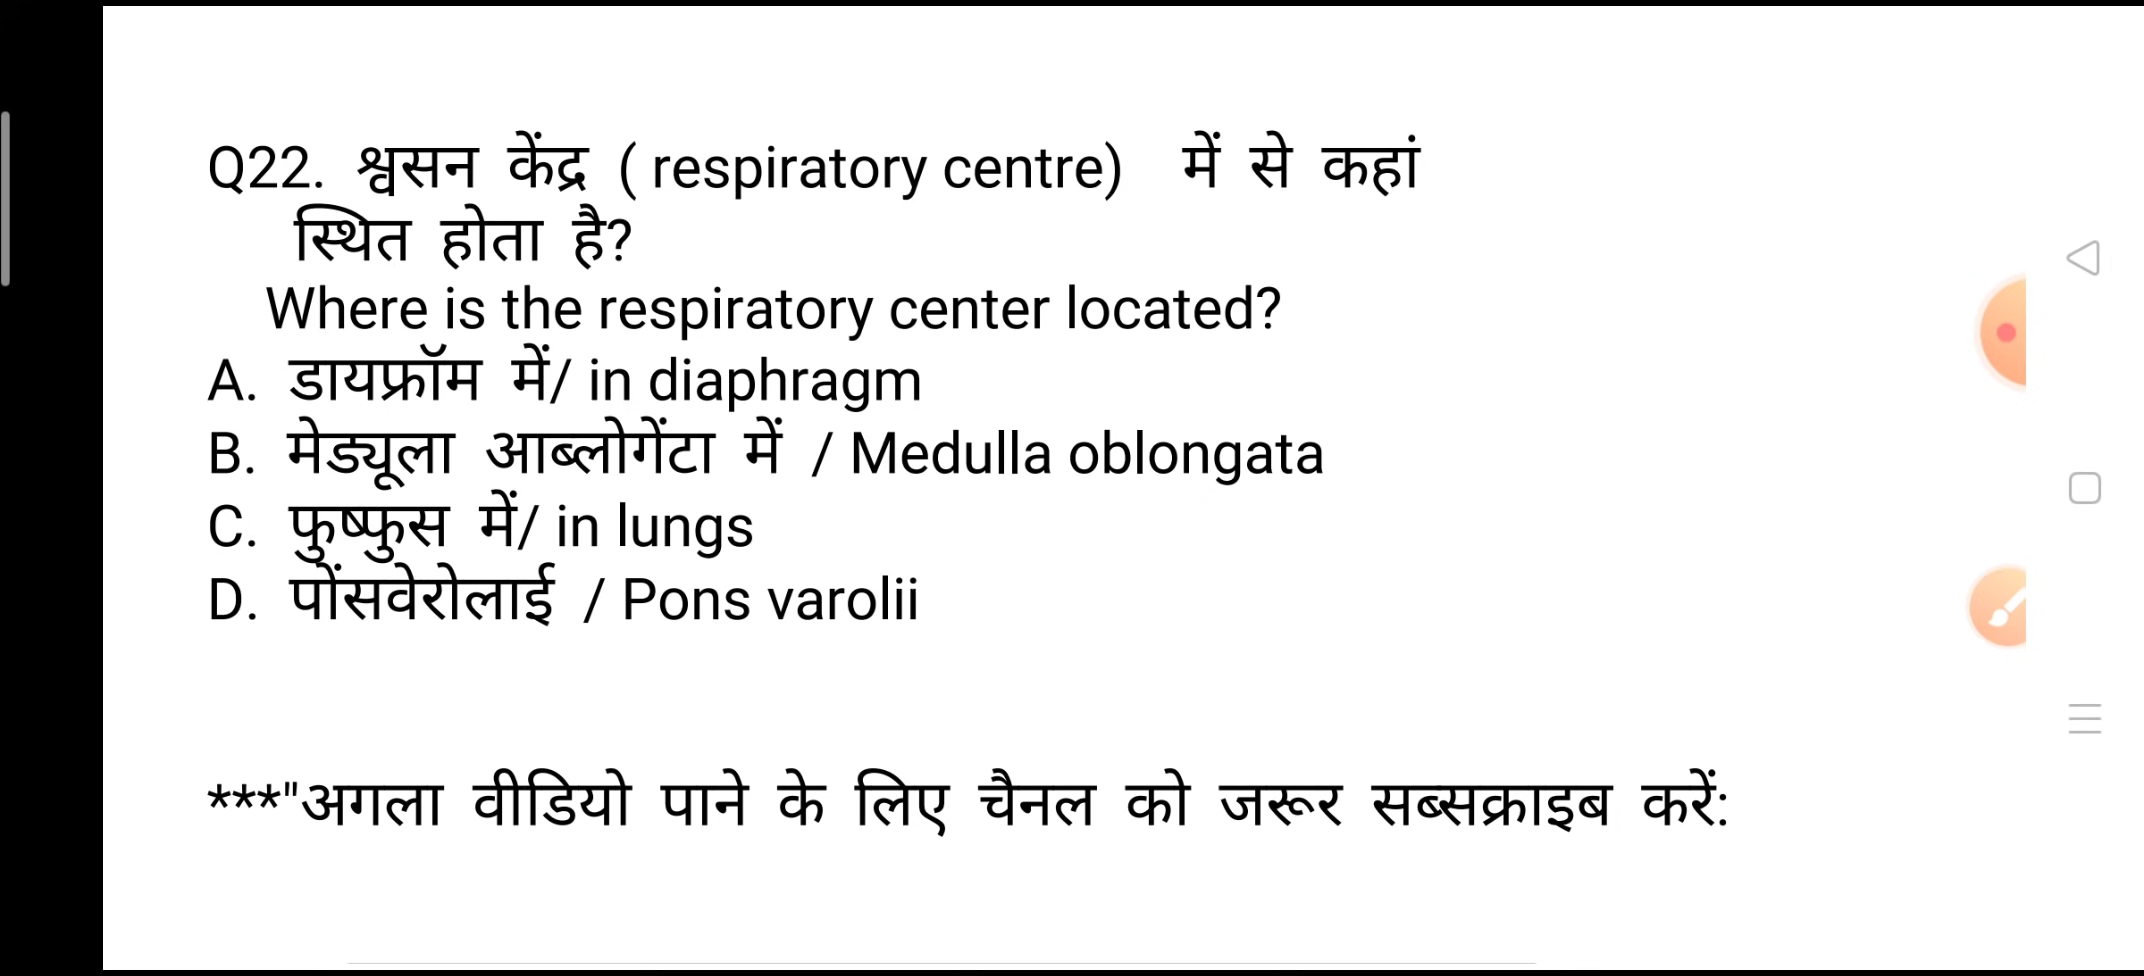 Q22. श्वसन केंद्र ( respiratory centre) में से कहां
स्थित होता है?
Where is the respiratory center located?
A. डायफ्रॉम में/ in diaphragm
B. मेड्यूला आब्लोगेंटा में / Medulla oblongata
C. फुष्फुस में/ in lungs
D. पोंसवेरोलाई / Pons varolii
***"अगला वीडियो पाने के लिए चैनल को जरूर सब्सक्राइब करें: